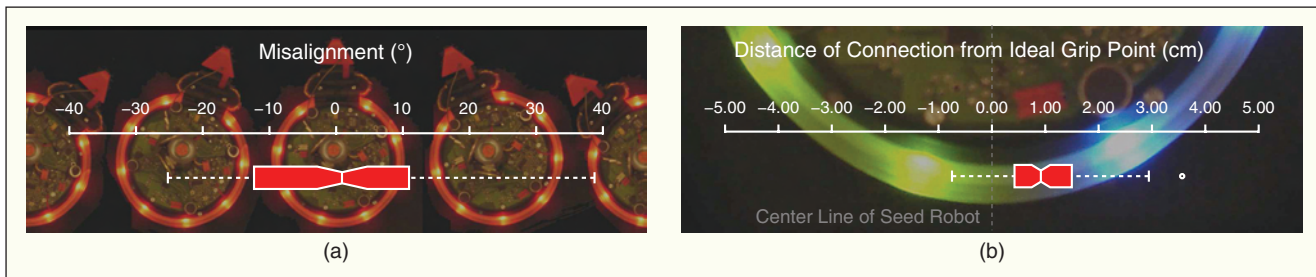 Misalignment (°)
−40 −30 −20 −10 0 10 20 30 40
(a)
Distance of Connection from Ideal Grip Point (cm)
−5.00 −4.00 −3.00 −2.00 −1.00 0.00 1.00 2.00 3.00 4.00 5.00
Center Line of Seed Robot
(b)